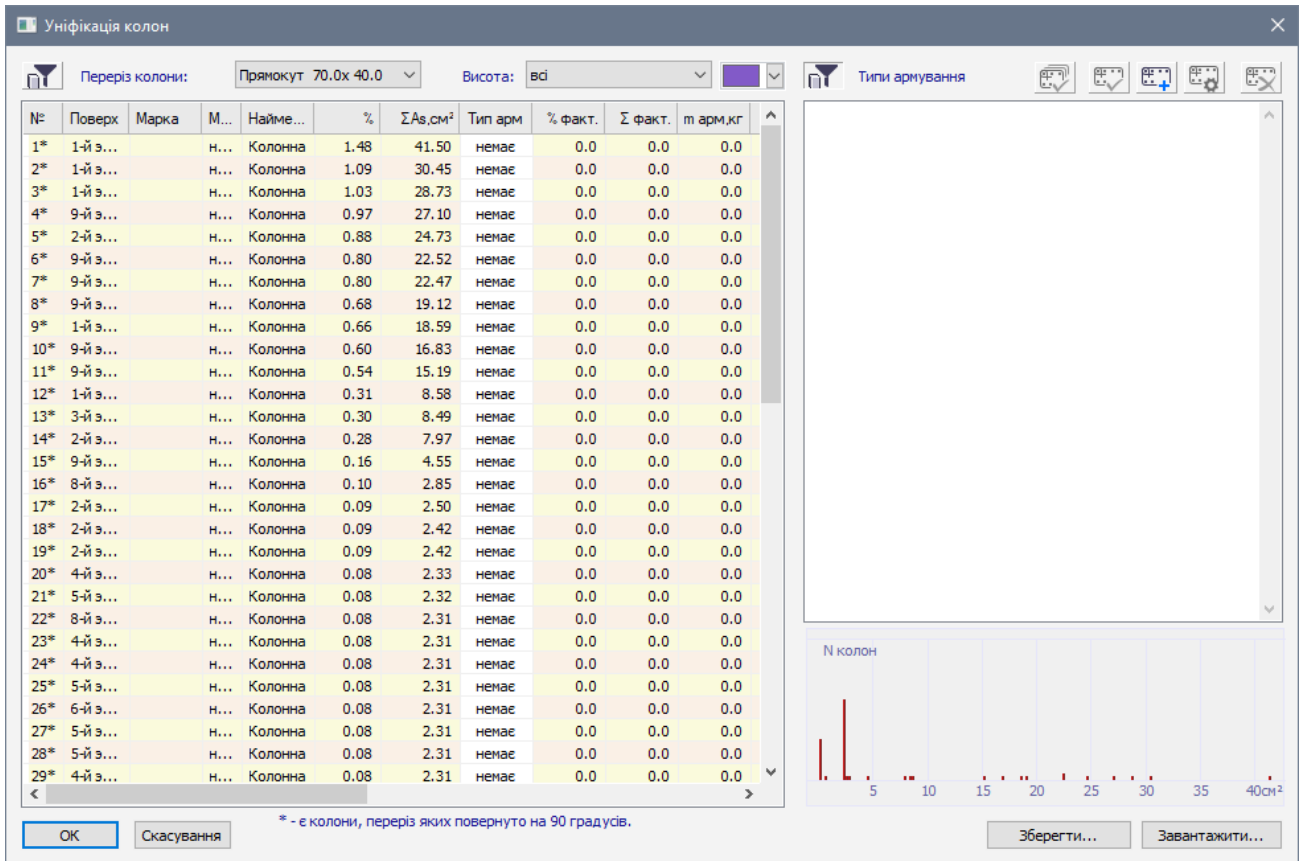 Уніфікація колон
Переріз колони: Прямокут 70.0x 40.0 Висота: всі Типи армування
№ Поверх Марка М... Найме... % ΣAs,см² Тип арм % факт. Σ факт. m арм,кг
1* 1-й э... н... Колонна 1.48 41.50 немає 0.0 0.0 0.0
2* 1-й э... н... Колонна 1.09 30.45 немає 0.0 0.0 0.0
3* 1-й э... н... Колонна 1.03 28.73 немає 0.0 0.0 0.0
4* 9-й э... н... Колонна 0.97 27.10 немає 0.0 0.0 0.0
5* 2-й э... н... Колонна 0.88 24.73 немає 0.0 0.0 0.0
6* 9-й э... н... Колонна 0.80 22.52 немає 0.0 0.0 0.0
7* 9-й э... н... Колонна 0.80 22.47 немає 0.0 0.0 0.0
8* 9-й э... н... Колонна 0.68 19.12 немає 0.0 0.0 0.0
9* 1-й э... н... Колонна 0.66 18.59 немає 0.0 0.0 0.0
10* 9-й э... н... Колонна 0.60 16.83 немає 0.0 0.0 0.0
11* 9-й э... н... Колонна 0.54 15.19 немає 0.0 0.0 0.0
12* 1-й э... н... Колонна 0.31 8.58 немає 0.0 0.0 0.0
13* 3-й э... н... Колонна 0.30 8.49 немає 0.0 0.0 0.0
14* 2-й э... н... Колонна 0.28 7.97 немає 0.0 0.0 0.0
15* 9-й э... н... Колонна 0.16 4.55 немає 0.0 0.0 0.0
16* 8-й э... н... Колонна 0.10 2.85 немає 0.0 0.0 0.0
17* 2-й э... н... Колонна 0.09 2.50 немає 0.0 0.0 0.0
18* 2-й э... н... Колонна 0.09 2.42 немає 0.0 0.0 0.0
19* 2-й э... н... Колонна 0.09 2.42 немає 0.0 0.0 0.0
20* 4-й э... н... Колонна 0.08 2.33 немає 0.0 0.0 0.0
21* 5-й э... н... Колонна 0.08 2.32 немає 0.0 0.0 0.0
22* 8-й э... н... Колонна 0.08 2.31 немає 0.0 0.0 0.0
23* 4-й э... н... Колонна 0.08 2.31 немає 0.0 0.0 0.0
24* 4-й э... н... Колонна 0.08 2.31 немає 0.0 0.0 0.0
25* 5-й э... н... Колонна 0.08 2.31 немає 0.0 0.0 0.0
26* 6-й э... н... Колонна 0.08 2.31 немає 0.0 0.0 0.0
27* 5-й э... н... Колонна 0.08 2.31 немає 0.0 0.0 0.0
28* 5-й э... н... Колонна 0.08 2.31 немає 0.0 0.0 0.0
29* 4-й э... н... Колонна 0.08 2.31 немає 0.0 0.0 0.0
N колон
5 10 15 20 25 30 35 40см²
* - є колони, переріз яких повернуто на 90 градусів.
ОК Скасування Зберегти... Завантажити...